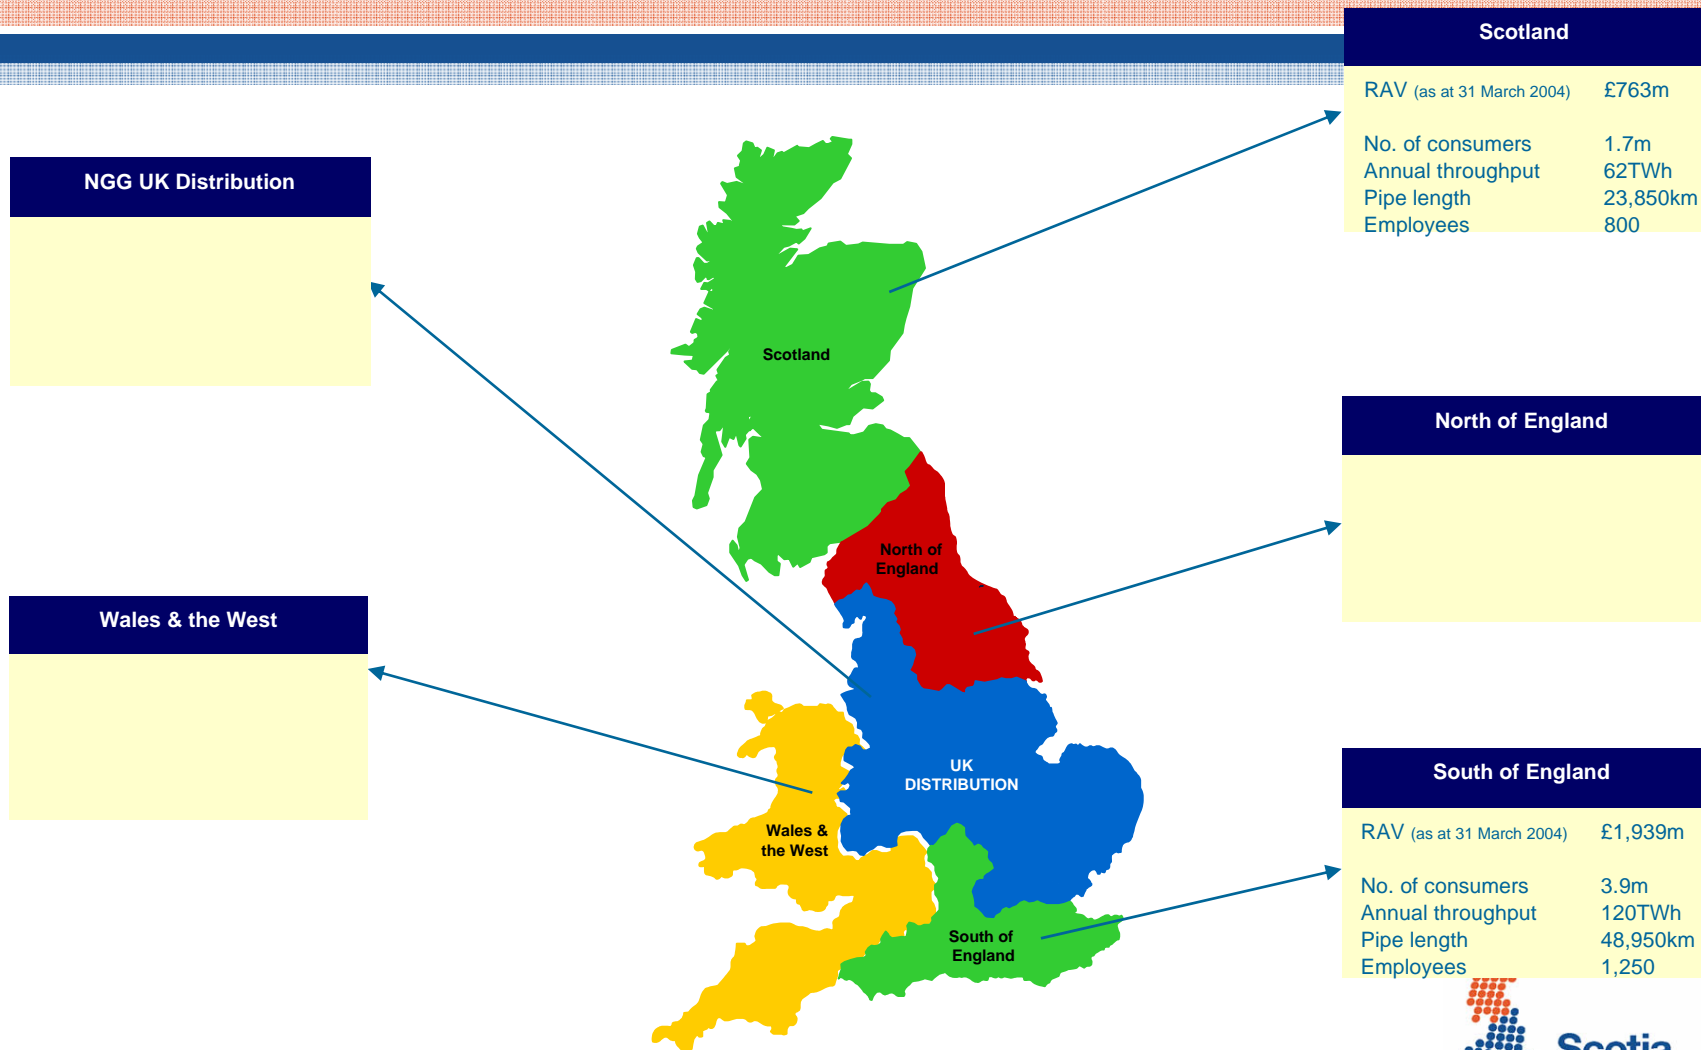 Scotland
RAV (as at 31 March 2004) £763m
No. of consumers 1.7m
Annual throughput 62TWh
Pipe length 23,850km
Employees 800
NGG UK Distribution
Scotland
North of England
North of
England
Wales & the West
UK
DISTRIBUTION
South of England
RAV (as at 31 March 2004) £1,939m
No. of consumers 3.9m
Annual throughput 120TWh
Pipe length 48,950km
Employees 1,250
Wales &
the West
South of
England
Scotia